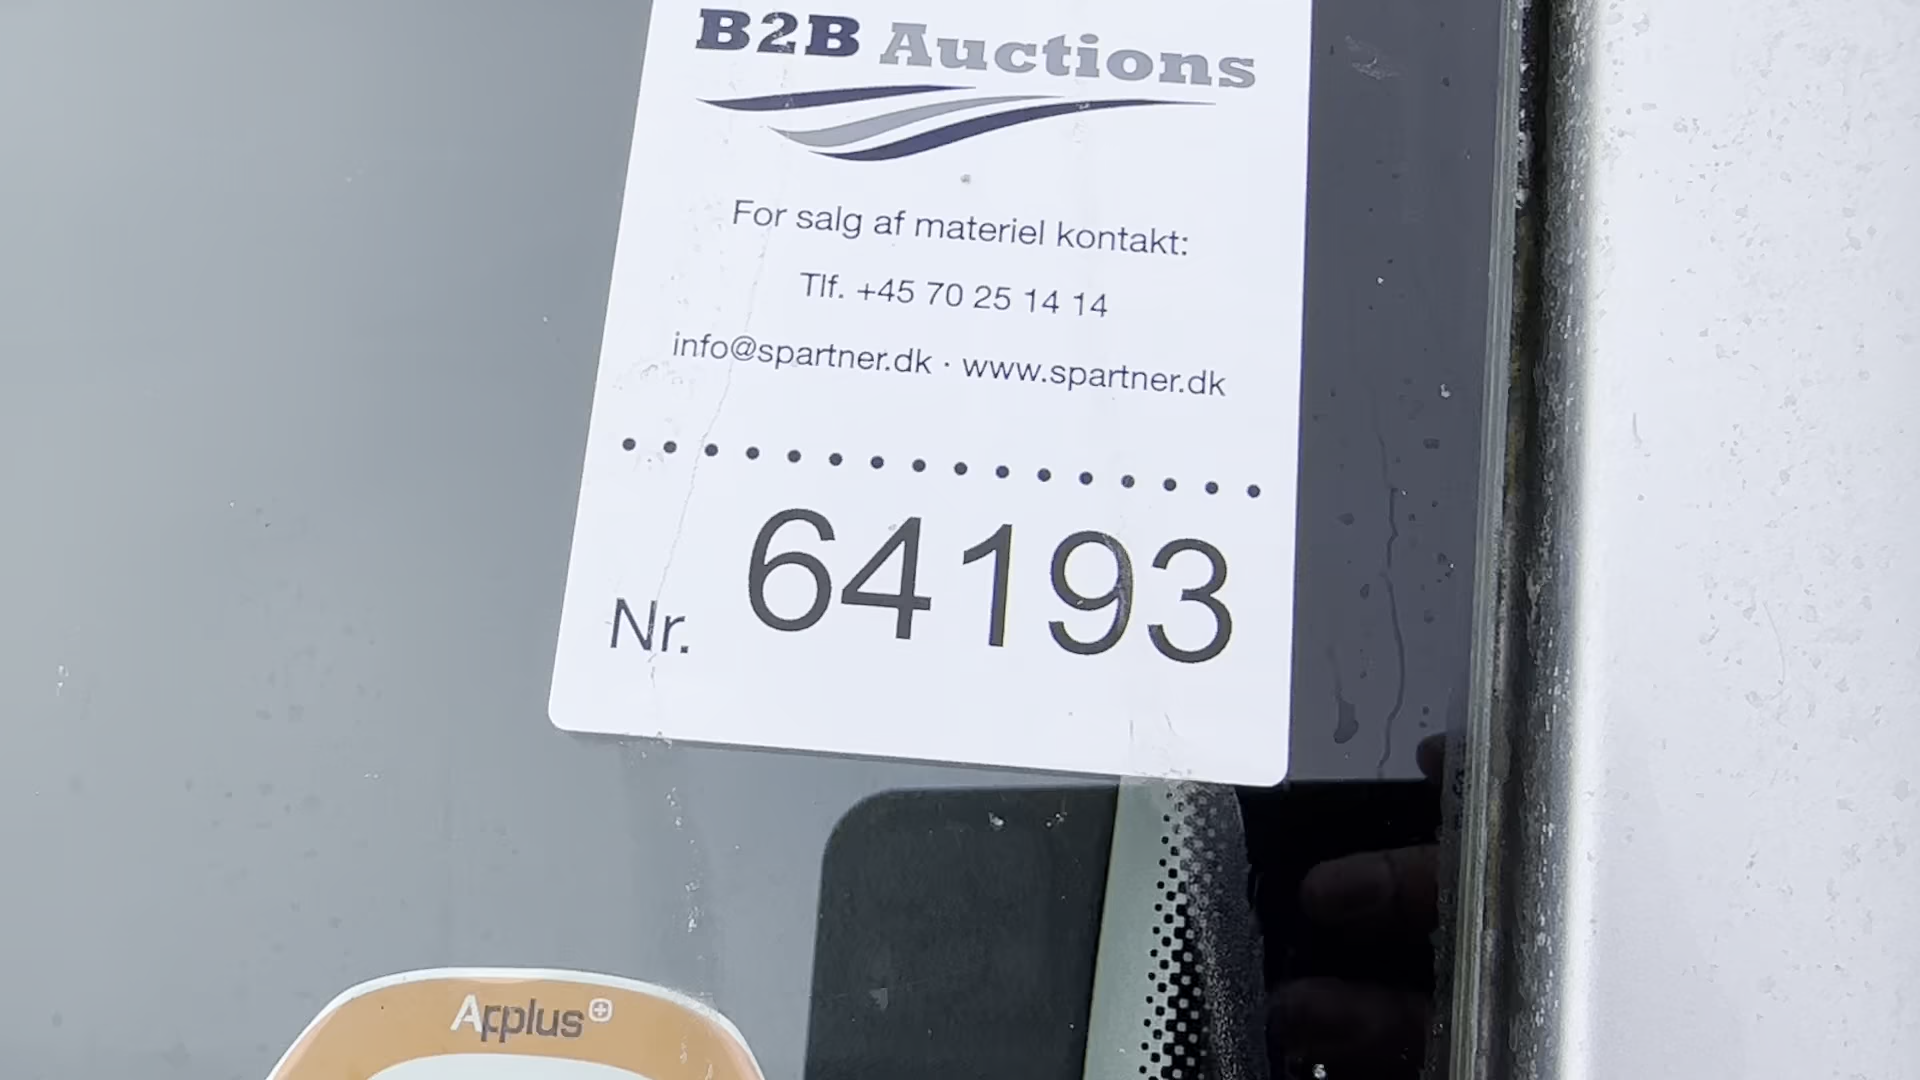 B2B Auctions
For salg af materiel kontakt:
Tlf. +45 70 25 14 14
info@spartner.dk · www.spartner.dk
Nr. 64193
Applus+